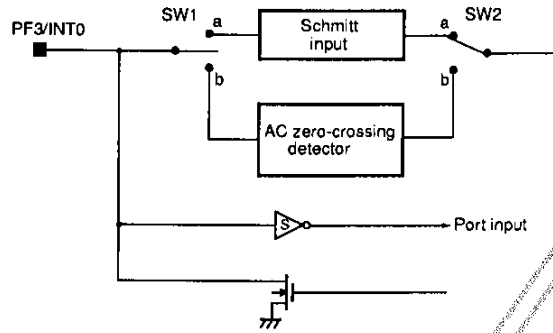 PF3/INT0
SW1
a
b
Schmitt
input
a
b
SW2
AC zero-crossing
detector
S
Port input